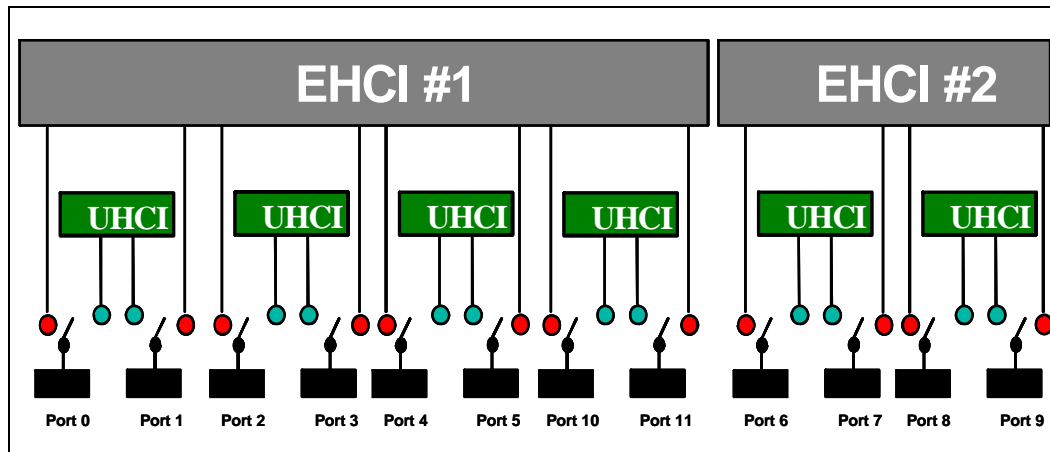 EHCI #1
EHCI #2
UHCI
UHCI
UHCI
UHCI
UHCI
UHCI
Port 0
Port 1
Port 2
Port 3
Port 4
Port 5
Port 10
Port 11
Port 6
Port 7
Port 8
Port 9